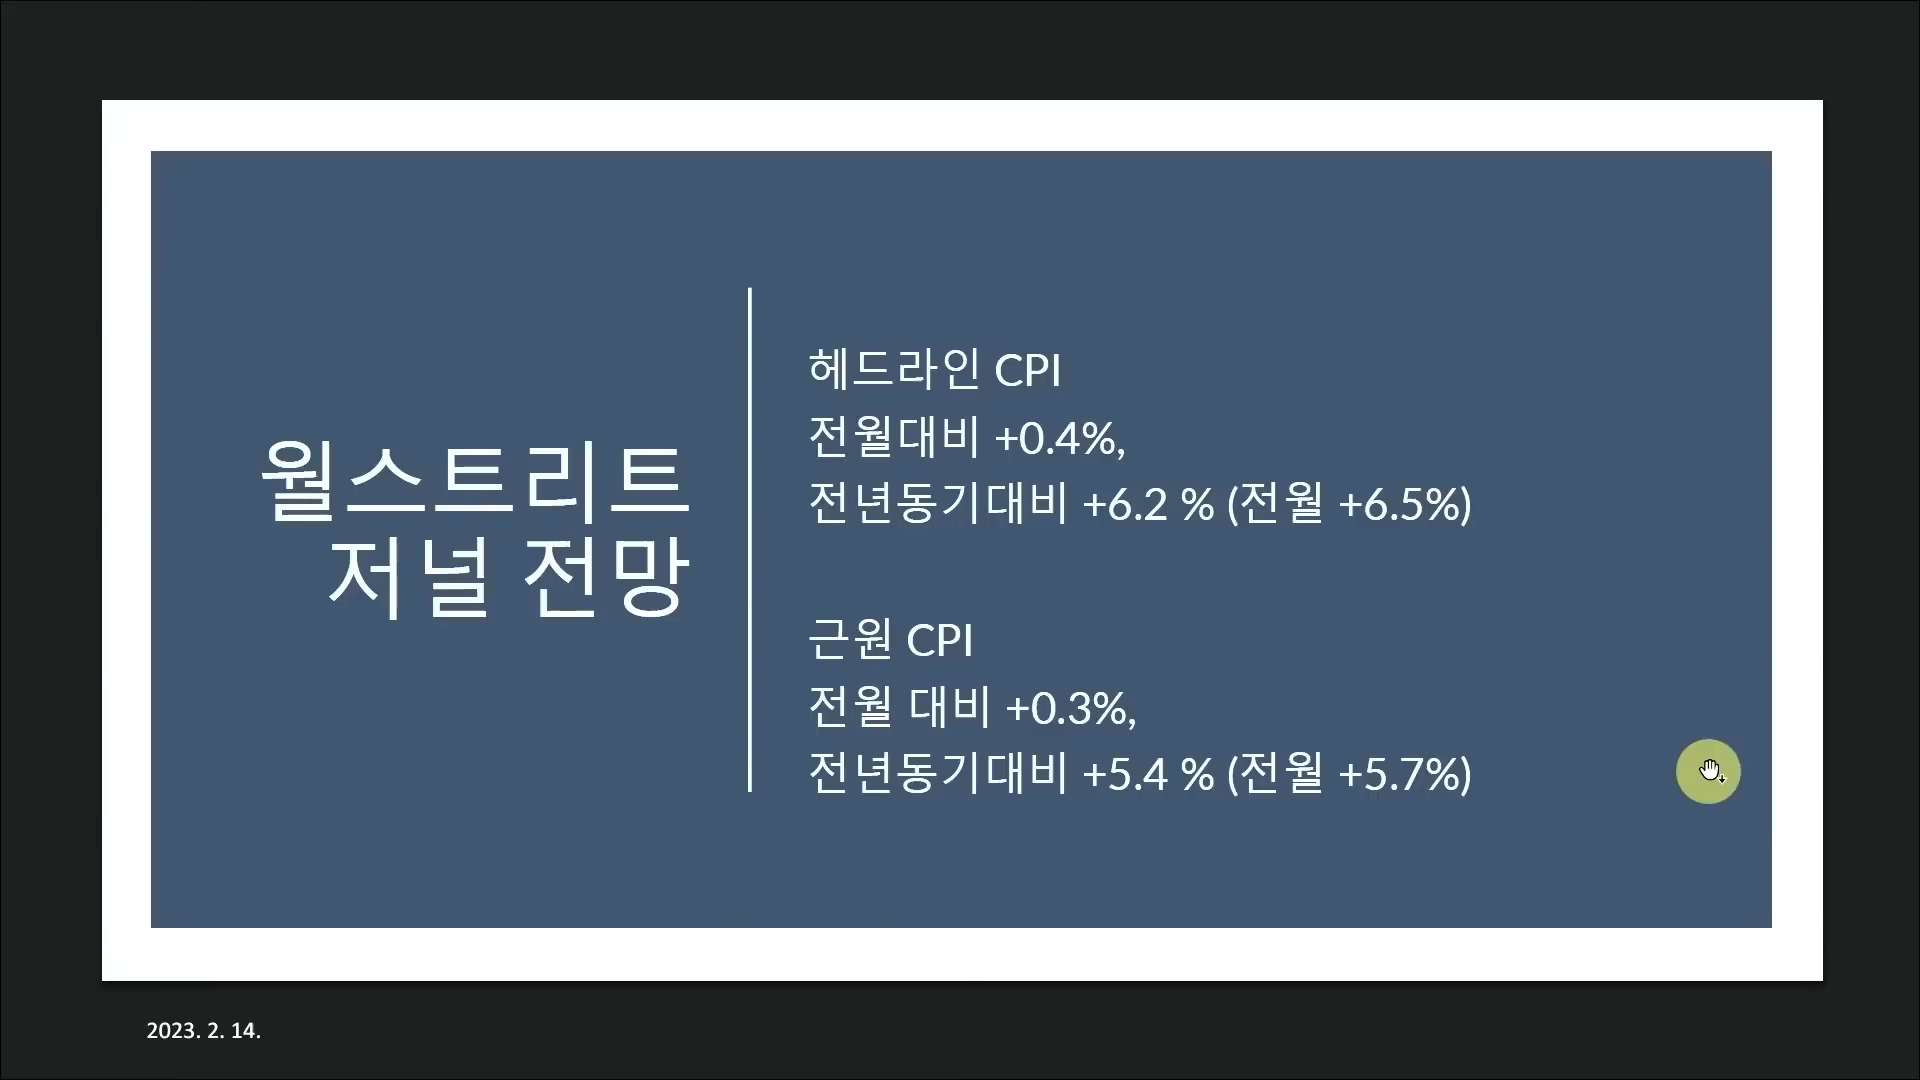 월스트리트
저널 전망
헤드라인 CPI
전월대비 +0.4%,
전년동기대비 +6.2 % (전월 +6.5%)
근원 CPI
전월 대비 +0.3%,
전년동기대비 +5.4 % (전월 +5.7%)
2023. 2. 14.